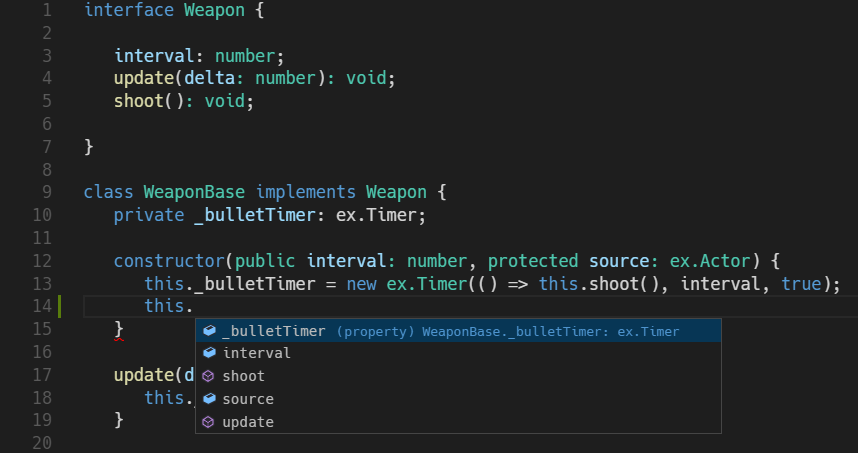 1 interface Weapon {
2
3 interval: number;
4 update(delta: number): void;
5 shoot(): void;
6
7 }
8
9 class WeaponBase implements Weapon {
10 private _bulletTimer: ex.Timer;
11
12 constructor(public interval: number, protected source: ex.Actor) {
13 this._bulletTimer = new ex.Timer(() => this.shoot(), interval, true);
14 this.
15 }
_bulletTimer (property) WeaponBase._bulletTimer: ex.Timer
16 interval
17 update(d
shoot
18 this._
source
19 }
update
20